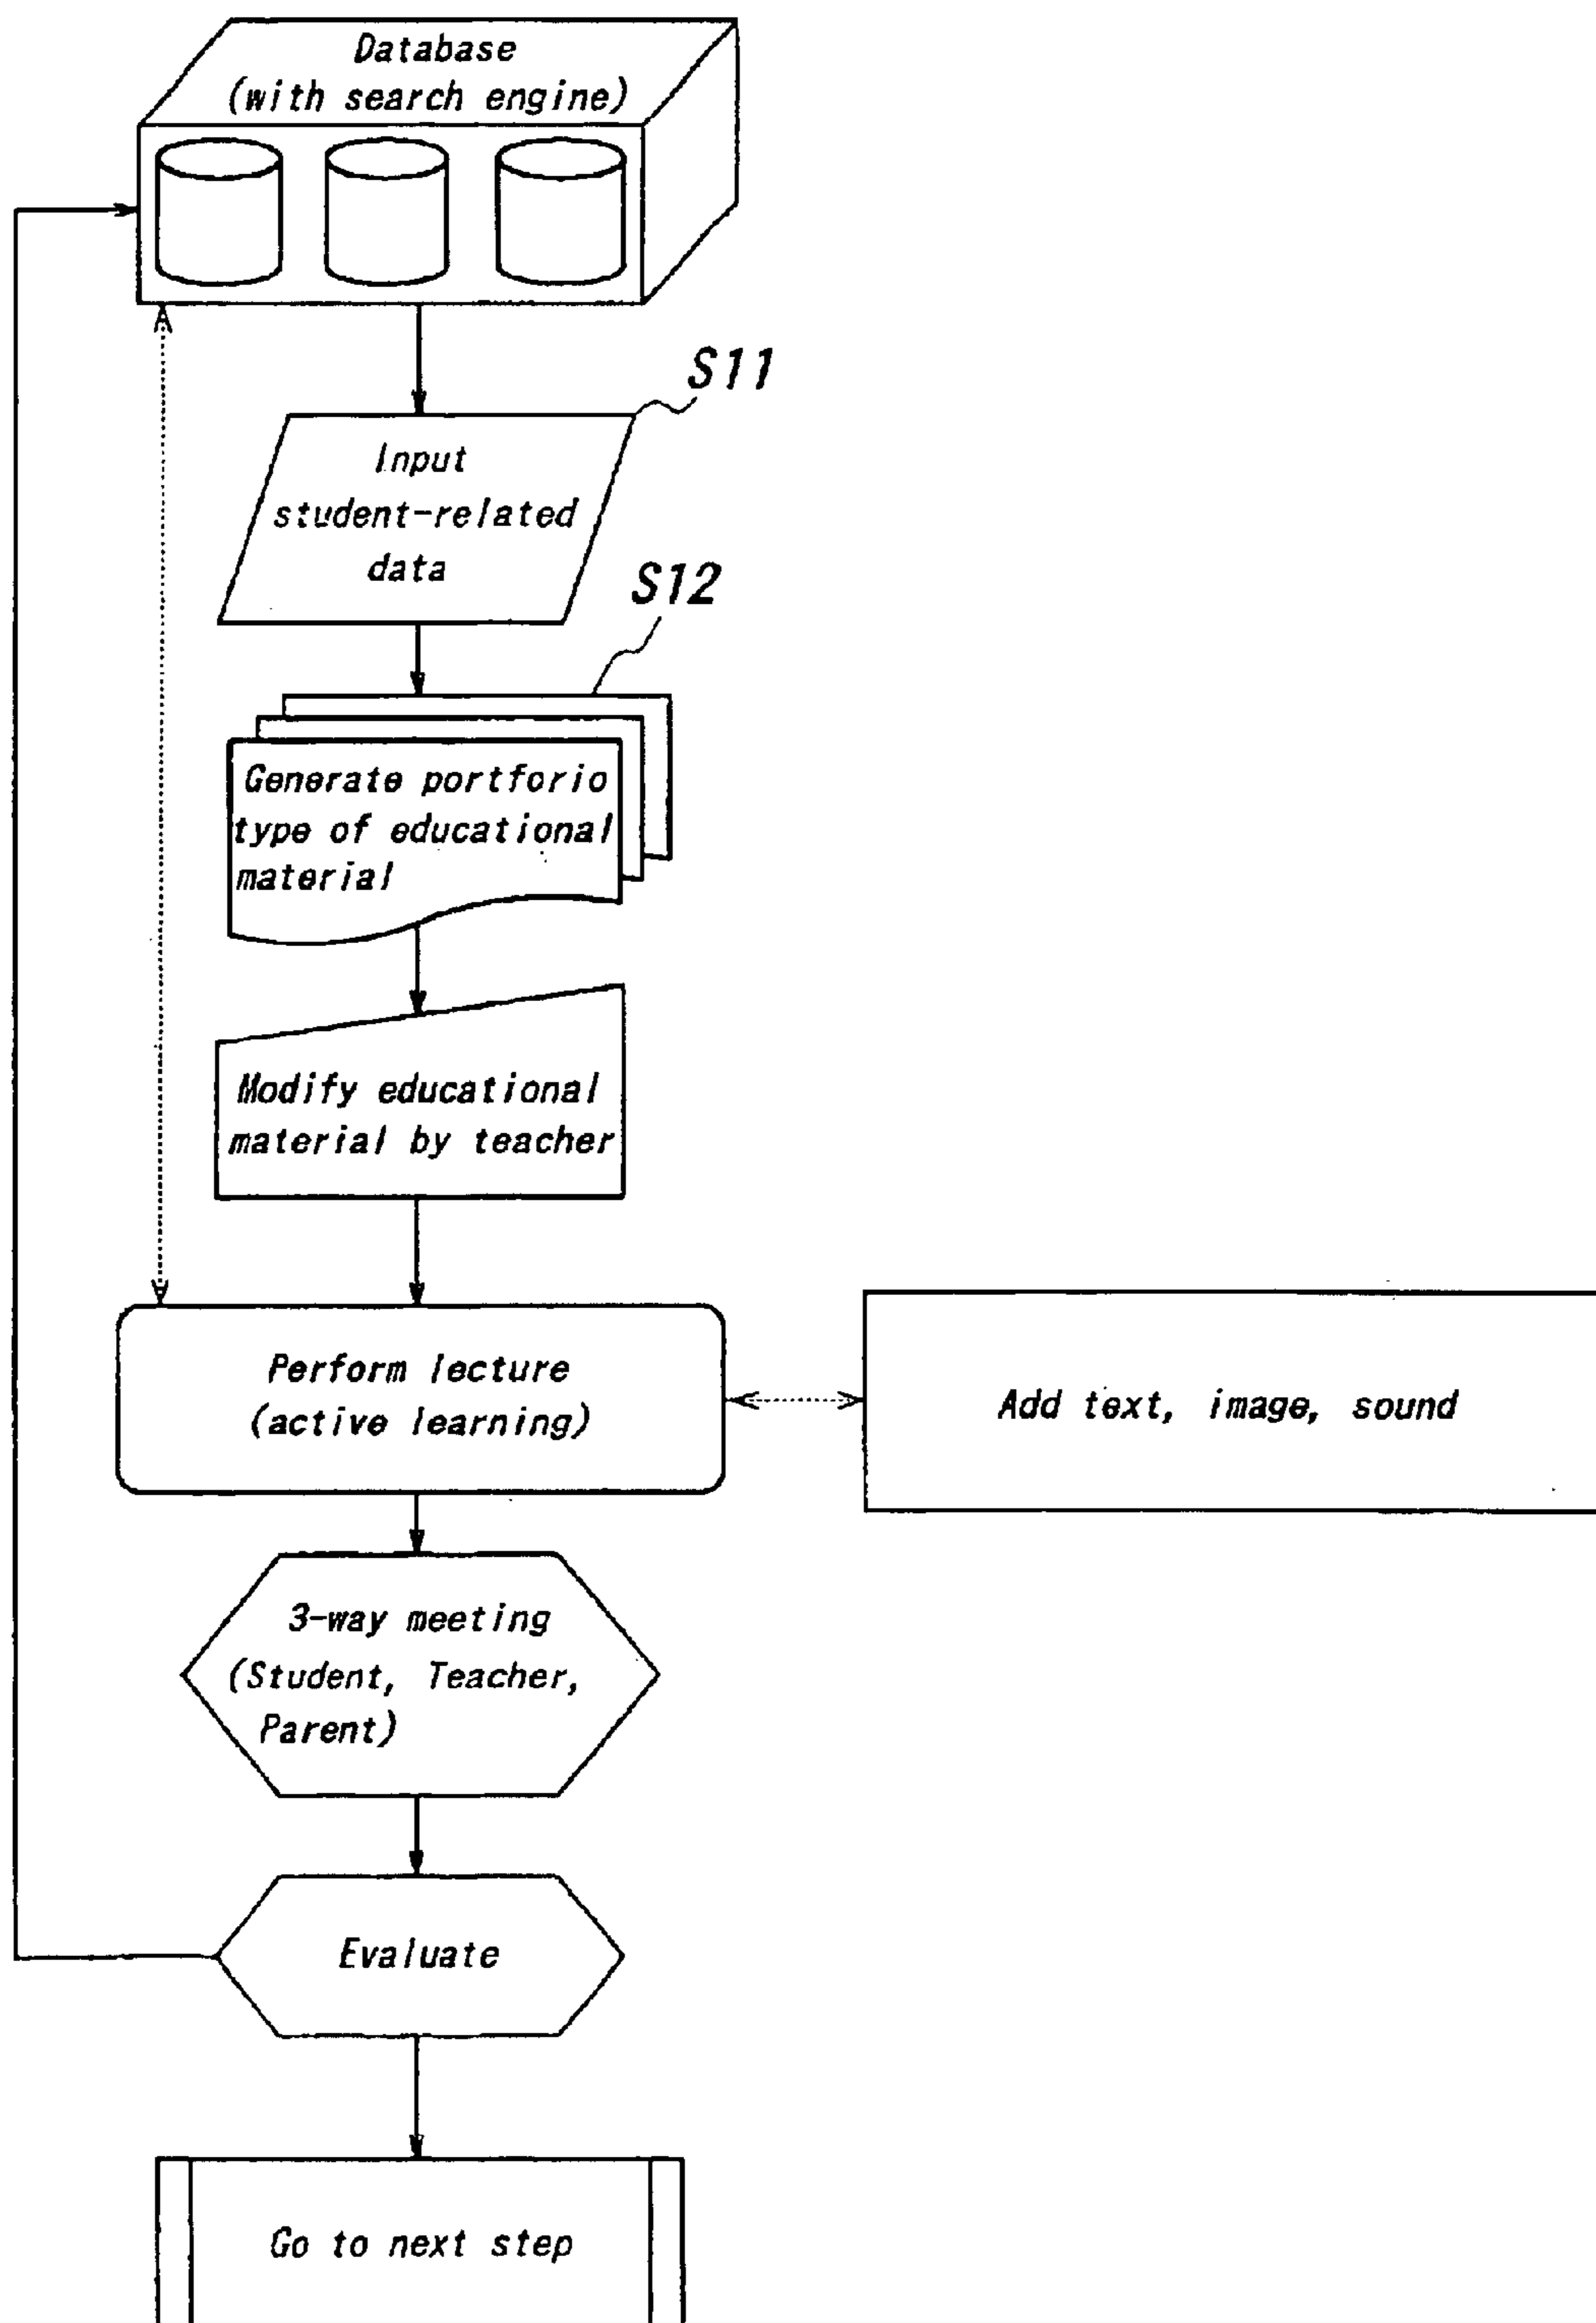 Database
(with search engine)
S11
Input
student-related
data
S12
Generate portforio
type of educational
material
Modify educational
material by teacher
Perform lecture
(active learning)
Add text, image, sound
3-way meeting
(Student, Teacher,
Parent)
Evaluate
Go to next step